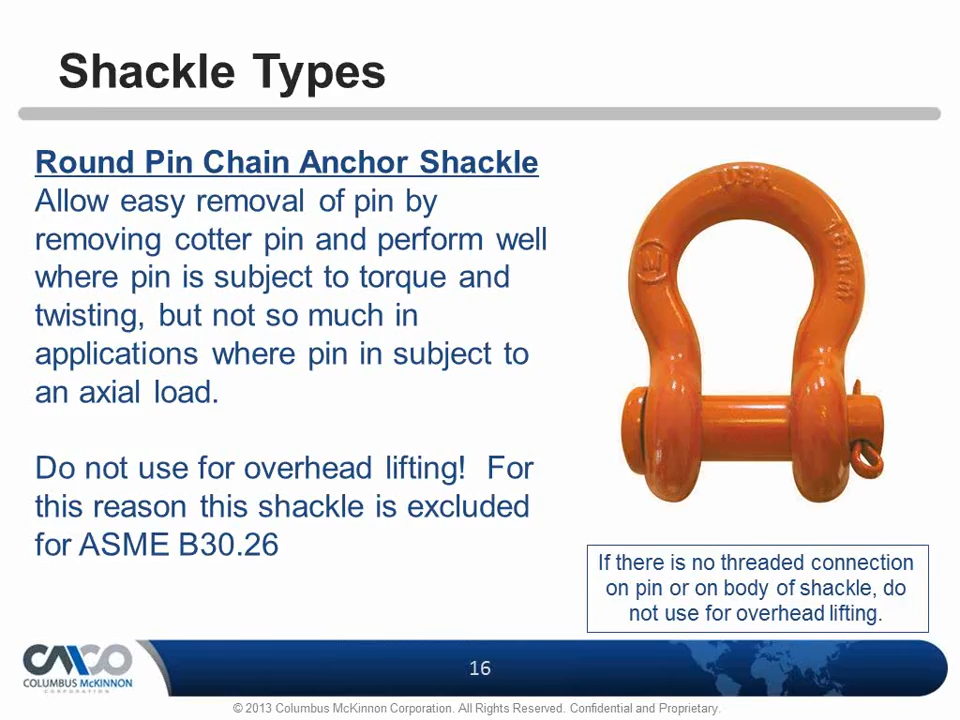 Shackle Types
Round Pin Chain Anchor Shackle
Allow easy removal of pin by
removing cotter pin and perform well
where pin is subject to torque and
twisting, but not so much in
applications where pin in subject to
an axial load.
Do not use for overhead lifting!  For
this reason this shackle is excluded
for ASME B30.26
USA
M
16mm
If there is no threaded connection
on pin or on body of shackle, do
not use for overhead lifting.
CMCO
COLUMBUS McKINNON
CORPORATION
16
© 2013 Columbus McKinnon Corporation. All Rights Reserved. Confidential and Proprietary.